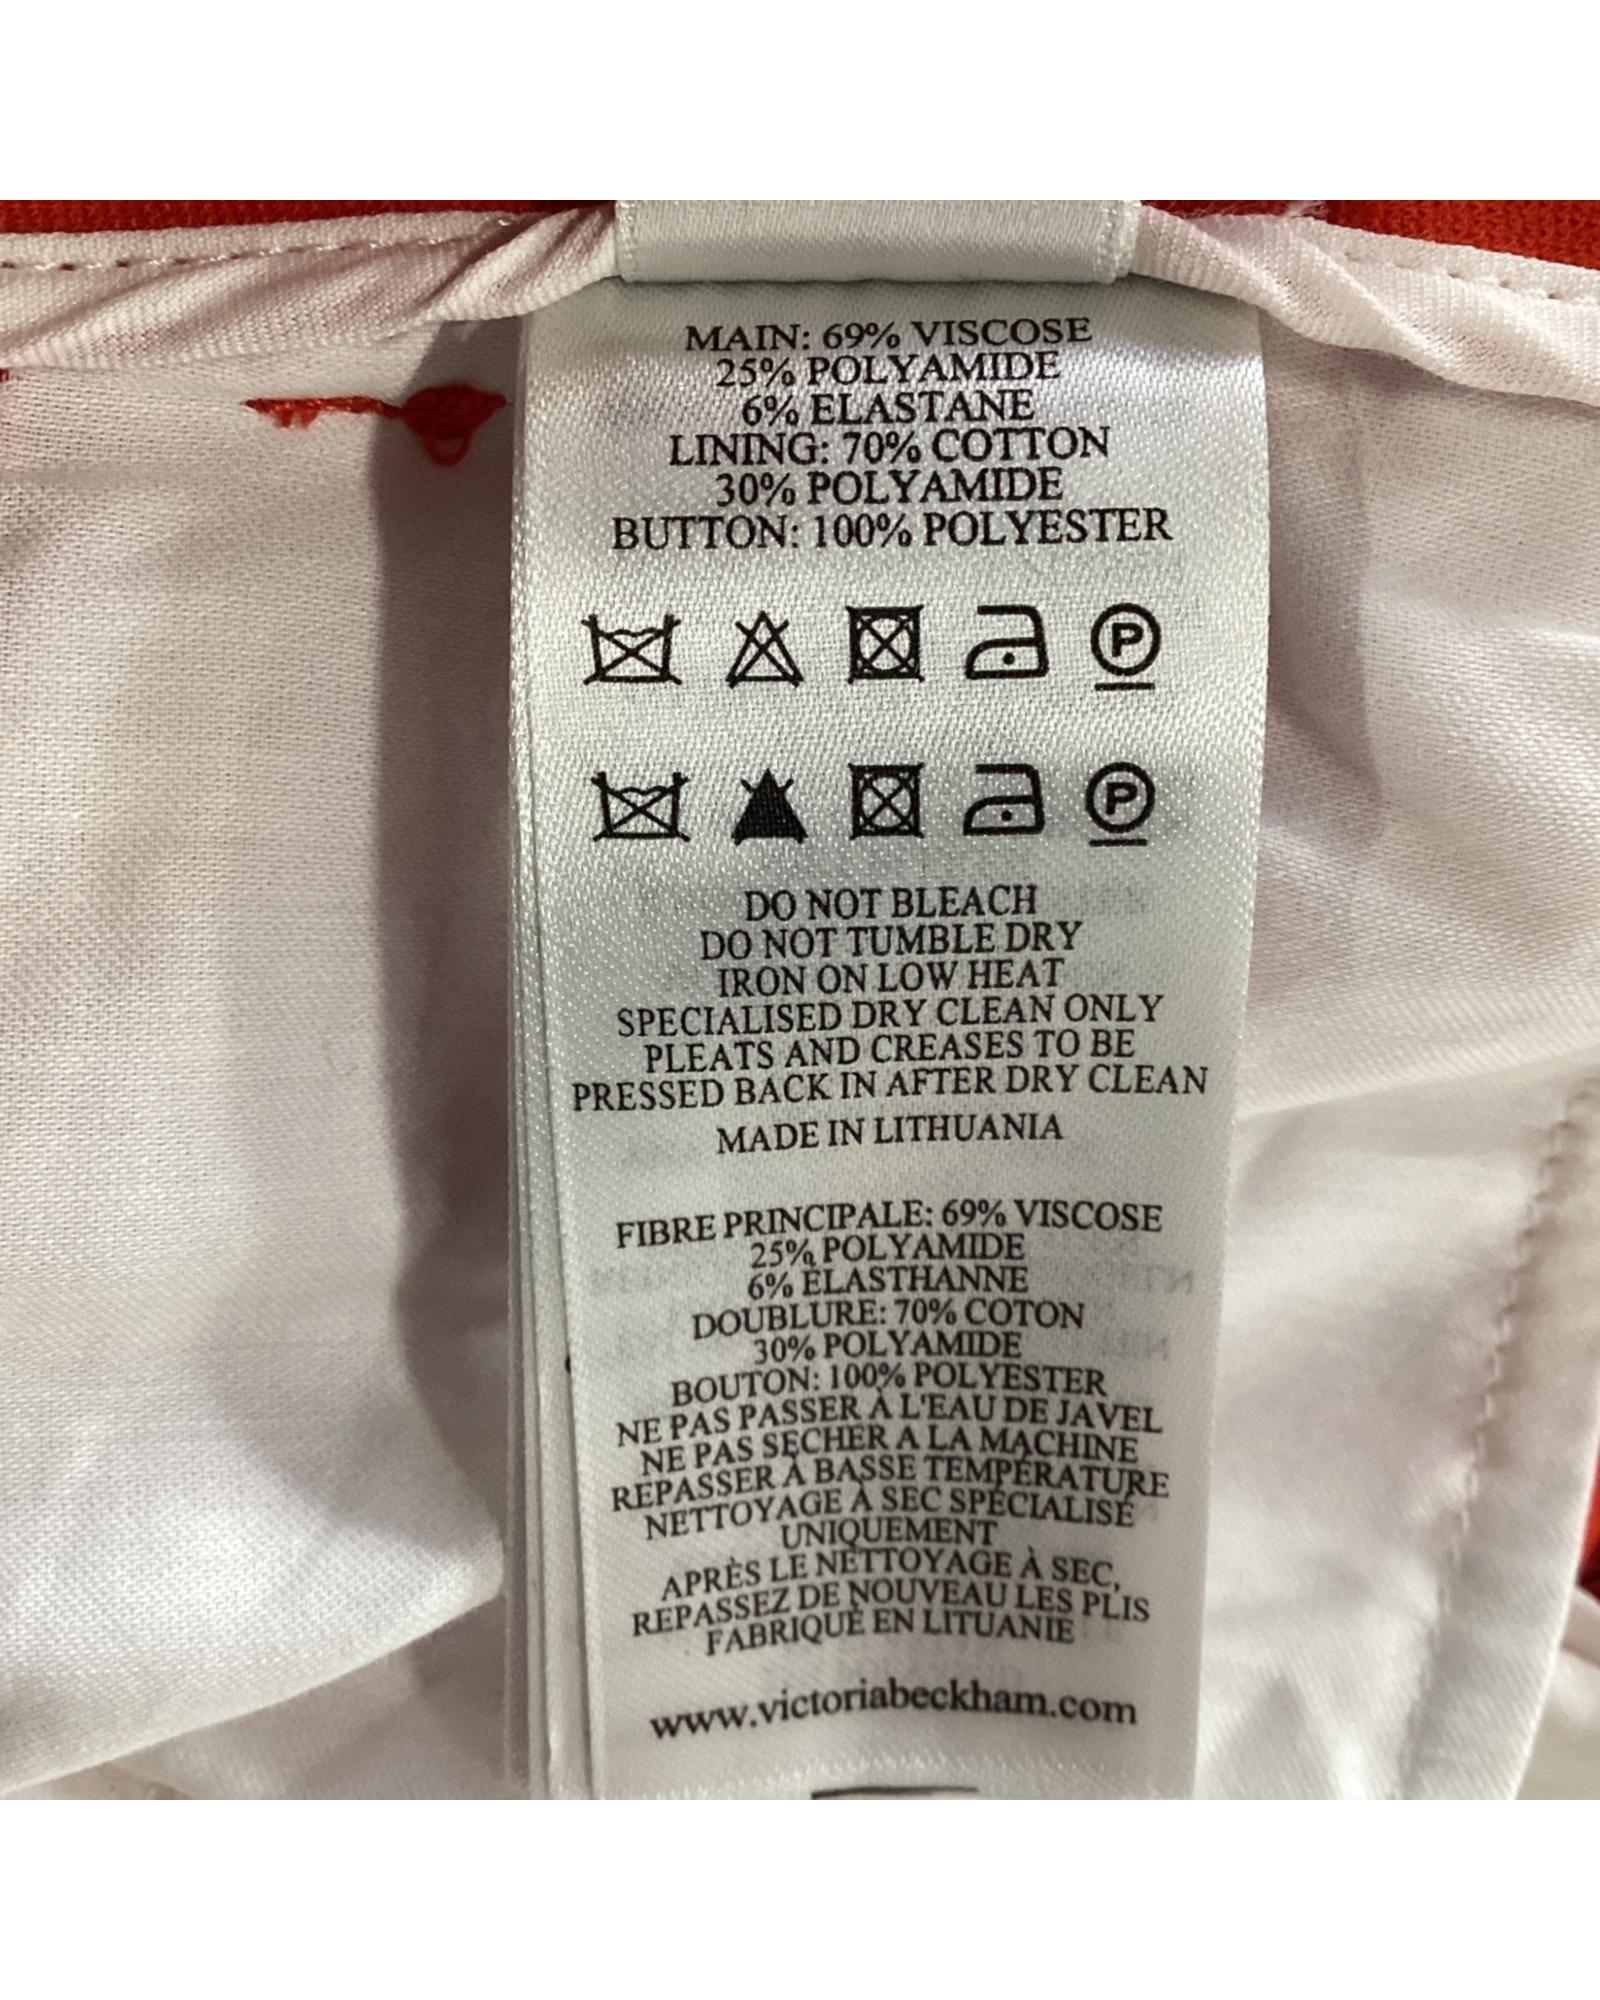 MAIN: 69% VISCOSE
25% POLYAMIDE
6% ELASTANE
LINING: 70% COTTON
30% POLYAMIDE
BUTTON: 100% POLYESTER
P
P
DO NOT BLEACH
DO NOT TUMBLE DRY
IRON ON LOW HEAT
SPECIALISED DRY CLEAN ONLY
PLEATS AND CREASES TO BE
PRESSED BACK IN AFTER DRY CLEAN
MADE IN LITHUANIA
FIBRE PRINCIPALE: 69% VISCOSE
25% POLYAMIDE
6% ÉLASTHANNE
DOUBLURE: 70% COTON
30% POLYAMIDE
BOUTON: 100% POLYESTER
NE PAS PASSER À L'EAU DE JAVEL
NE PAS SÉCHER A LA MACHINE
REPASSER À BASSE TEMPÉRATURE
NETTOYAGE À SEC SPÉCIALISÉ
UNIQUEMENT
APRÈS LE NETTOYAGE À SEC,
REPASSEZ DE NOUVEAU LES PLIS
FABRIQUÉ EN LITUANIE
www.victoriabeckham.com